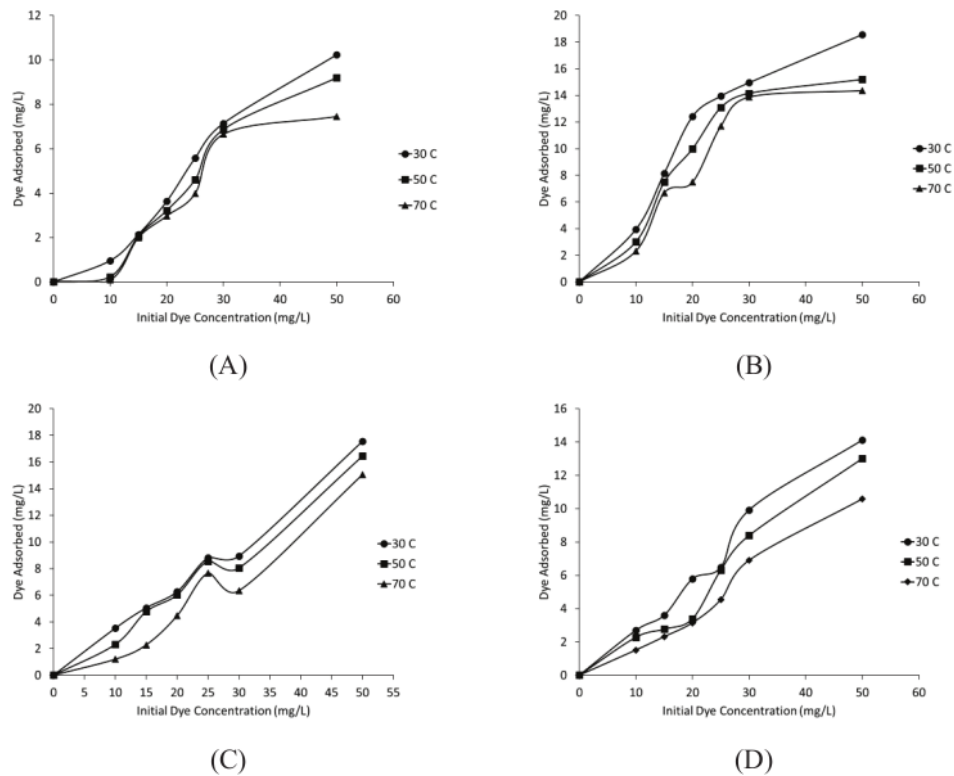 12
10
8
6
4
2
0
Dye Adsorbed (mg/L)
0 10 20 30 40 50 60
Initial Dye Concentration (mg/L)
30 C
50 C
70 C
(A)
20
18
16
14
12
10
8
6
4
2
0
Dye Adsorbed (mg/L)
0 10 20 30 40 50 60
Initial Dye Concentration (mg/L)
30 C
50 C
70 C
(B)
20
18
16
14
12
10
8
6
4
2
0
Dye Adsorbed (mg/L)
0 5 10 15 20 25 30 35 40 45 50 55
Initial Dye Concentration (mg/L)
30 C
50 C
70 C
(C)
16
14
12
10
8
6
4
2
0
Dye Adsorbed (mg/L)
0 10 20 30 40 50 60
Initial Dye Concentration (mg/L)
30 C
50 C
70 C
(D)